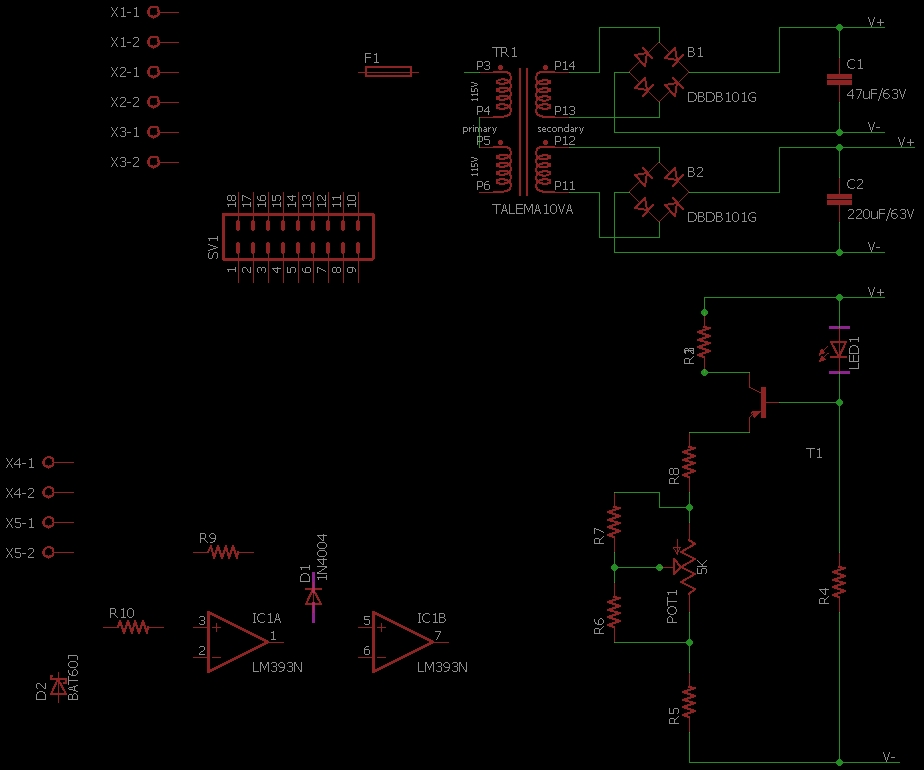 X1-1
X1-2
X2-1
X2-2
X3-1
X3-2
F1
TR1
P3
P14
115V
P4
P13
primary
secondary
P5
P12
115V
P6
P11
TALEMA10VA
B1
DBDB101G
V+
C1
47uF/63V
V-
V+
B2
DBDB101G
C2
220uF/63V
V-
18 17 16 15 14 13 12 11 10
SV1
1 2 3 4 5 6 7 8 9
V+
LED1
T1
R8
R7
5K
POT1
R6
R4
R5
V-
X4-1
X4-2
X5-1
X5-2
R9
D1
1N4004
R10
3
+
2
-
1
IC1A
LM393N
5
+
6
-
7
IC1B
LM393N
D2
BAT60J